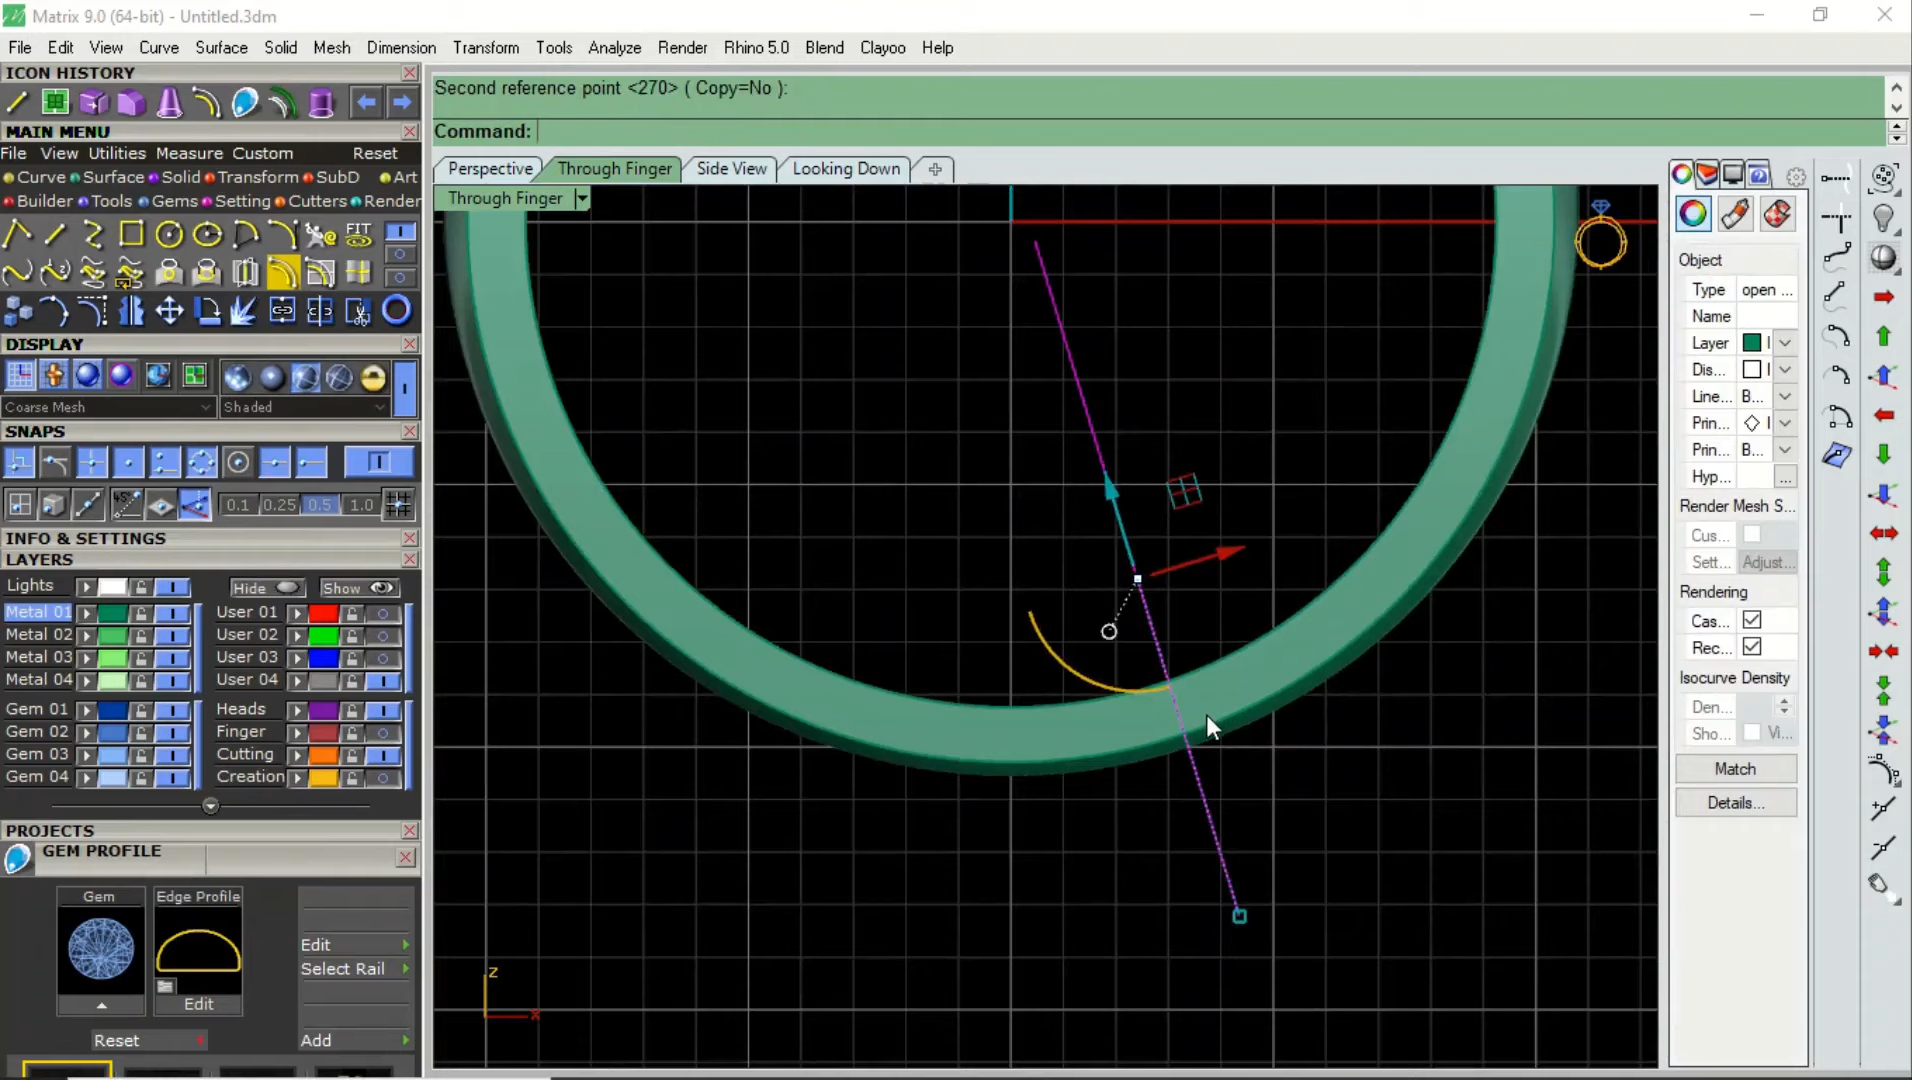 Matrix 9.0 (64-bit) - Untitled.3dm
File Edit View Curve Surface Solid Mesh Dimension Transform Tools Analyze Render Rhino 5.0 Blend Clayoo Help
ICON HISTORY
MAIN MENU
File View Utilities Measure Custom Reset
Curve Surface Solid Transform SubD Art
Builder Tools Gems Setting Cutters Render
FIT
DISPLAY
Coarse Mesh Shaded
SNAPS
45°
0.1 0.25 0.5 1.0
INFO & SETTINGS
LAYERS
Lights Hide Show
Metal 01 User 01
Metal 02 User 02
Metal 03 User 03
Metal 04 User 04
Gem 01 Heads
Gem 02 Finger
Gem 03 Cutting
Gem 04 Creation
PROJECTS
GEM PROFILE
Gem Edge Profile
Edit
Select Rail
Edit
Reset Add
Second reference point <270> ( Copy=No ):
Command:
Perspective Through Finger Side View Looking Down
Through Finger
z
x
Object
Type open ...
Name
Layer
Dis...
Line... B...
Prin...
Prin... B...
Hyp... ...
Render Mesh S...
Cus...
Sett... Adjust...
Rendering
Cas...
Rec...
Isocurve Density
Den...
Sho... Vi...
Match
Details...